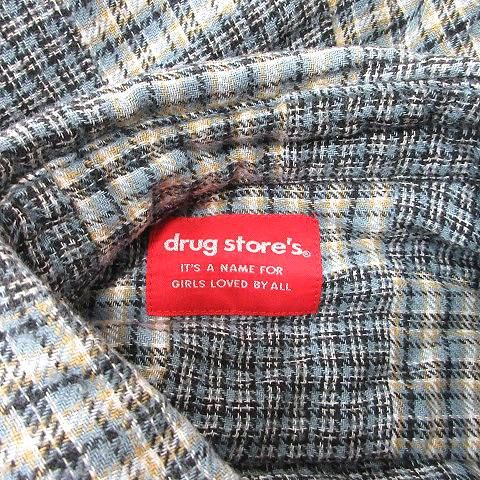 drug store's®
IT'S A NAME FOR
GIRLS LOVED BY ALL